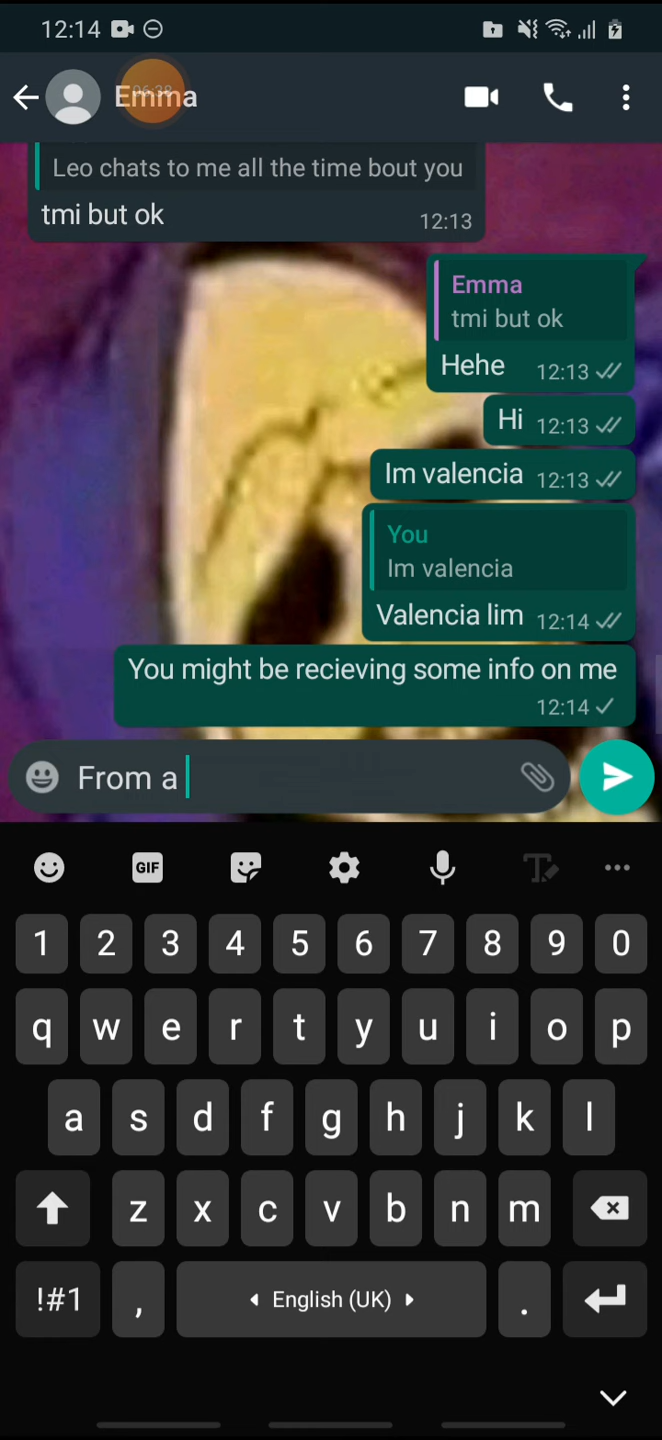 12:14
Emma
Leo chats to me all the time bout you
tmi but ok
12:13
Emma
tmi but ok
Hehe 12:13
Hi 12:13
Im valencia 12:13
You
Im valencia
Valencia lim 12:14
You might be recieving some info on me
12:14
From a
GIF
1 2 3 4 5 6 7 8 9 0
q w e r t y u i o p
a s d f g h j k l
z x c v b n m
!#1 , English (UK) .